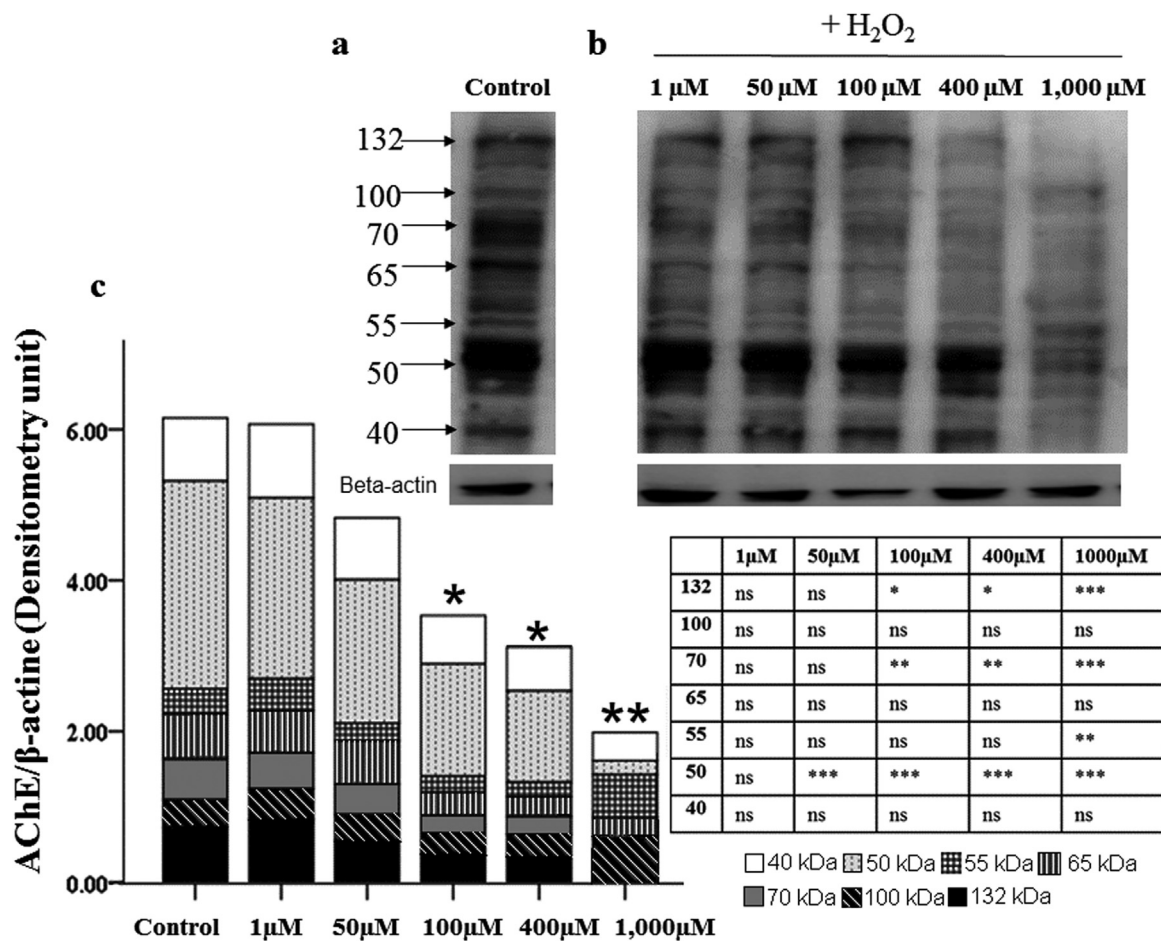 a
b
+ H₂O₂
Control
1 μM 50 μM 100 μM 400 μM 1,000 μM
132
100
70
65
55
50
40
Beta-actin
c
AChE/β-actine (Densitometry unit)
6.00
4.00
2.00
0.00
*
*
**
Control 1μM 50μM 100μM 400μM 1,000μM
1μM 50μM 100μM 400μM 1000μM
132 ns ns * * ***
100 ns ns ns ns ns
70 ns ns ** ** ***
65 ns ns ns ns ns
55 ns ns ns ns **
50 ns *** *** *** ***
40 ns ns ns ns ns
40 kDa 50 kDa 55 kDa 65 kDa
70 kDa 100 kDa 132 kDa